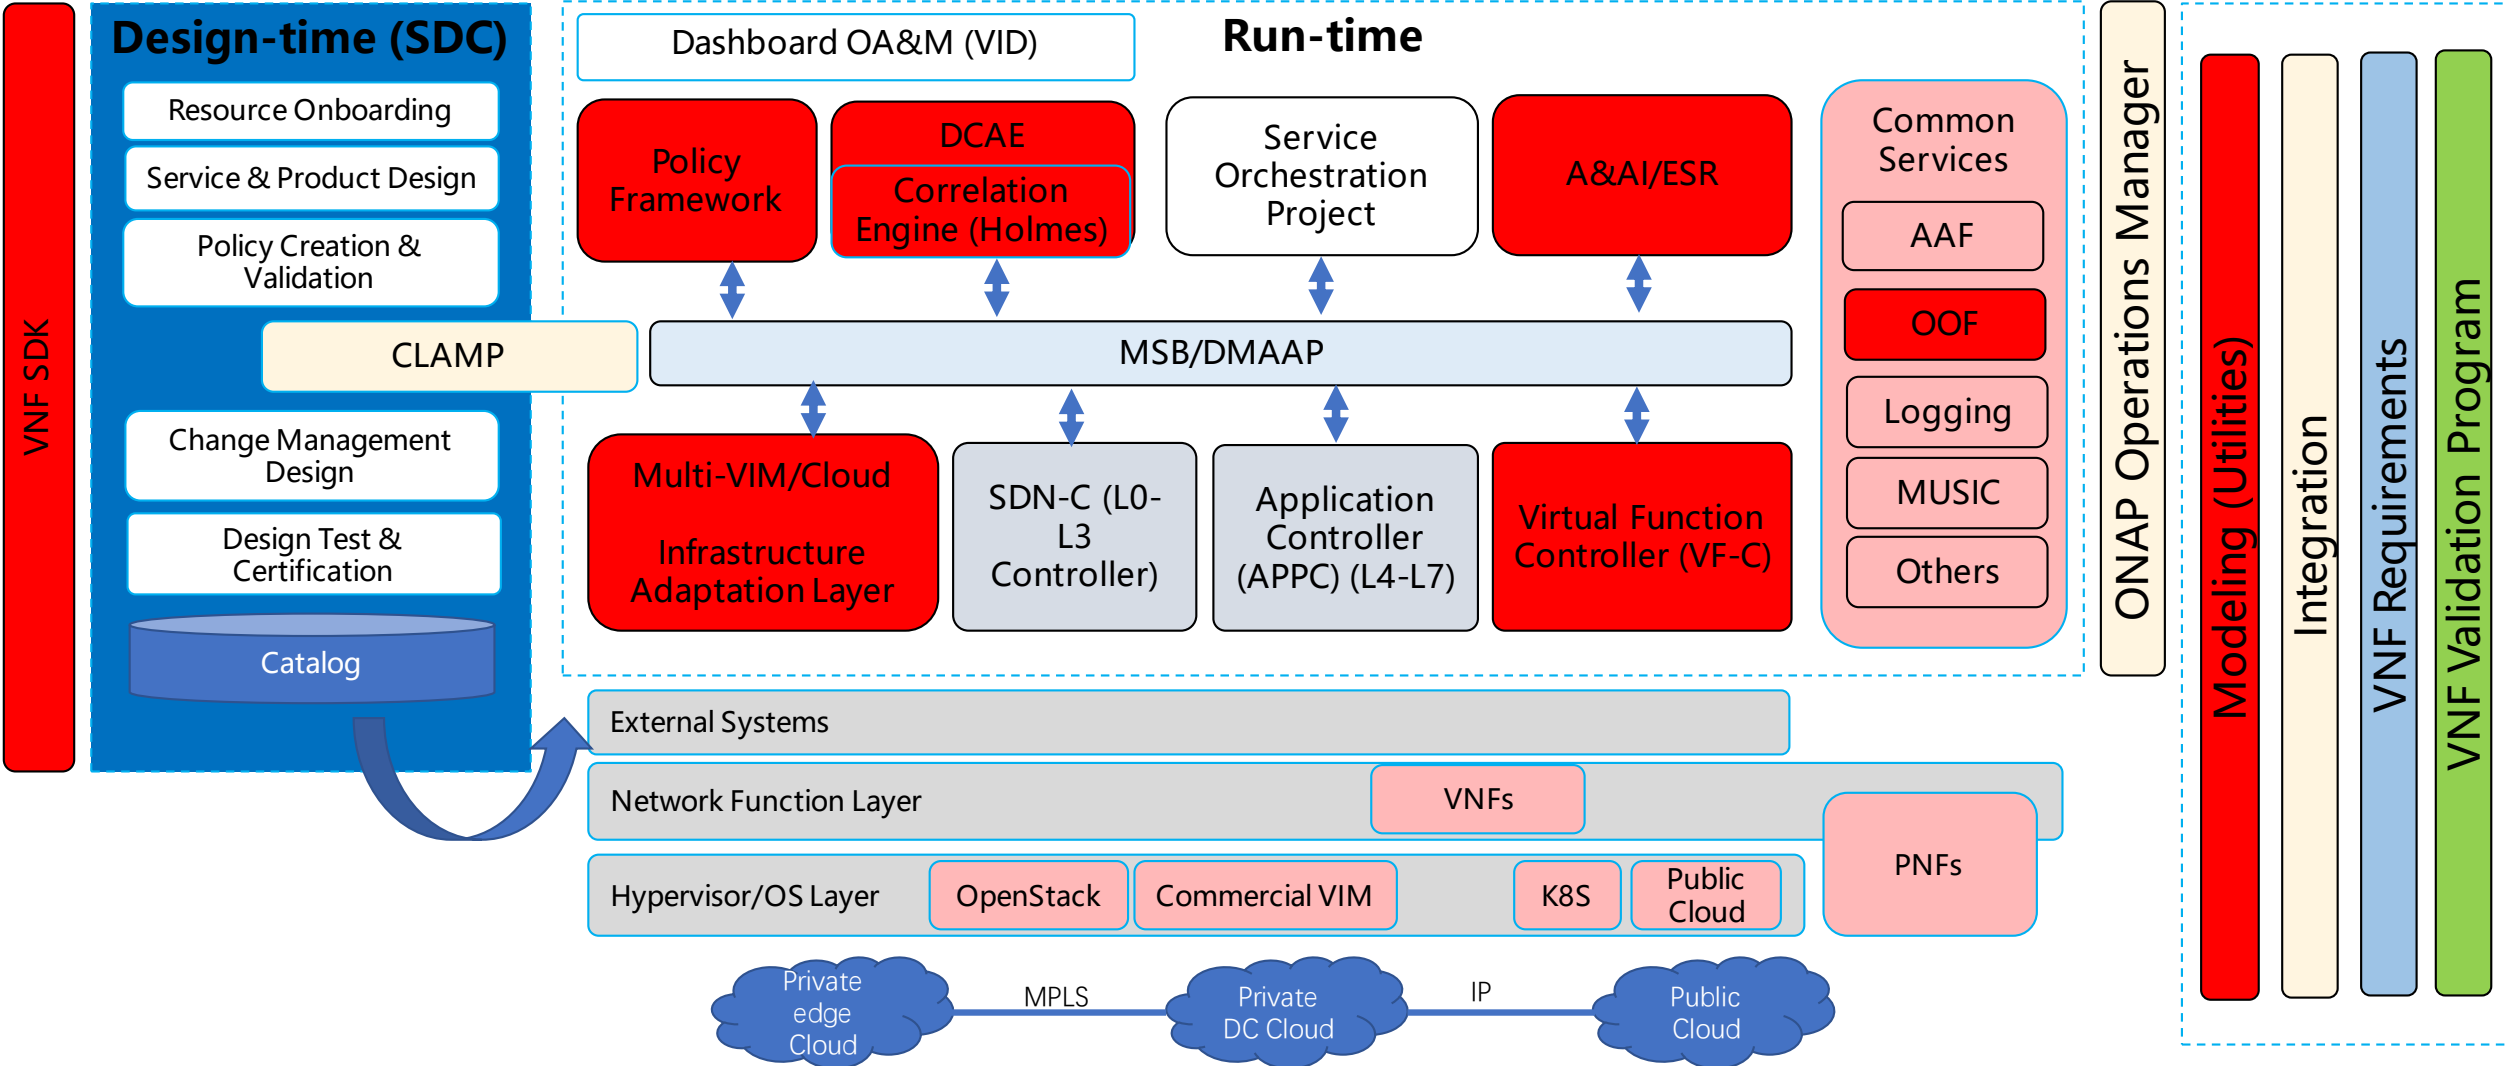 VNF SDK
Design-time (SDC)
Resource Onboarding
Service & Product Design
Policy Creation &
Validation
CLAMP
Change Management
Design
Design Test &
Certification
Catalog
Dashboard OA&M (VID)
Run-time
Policy
Framework
DCAE
Correlation
Engine (Holmes)
Service
Orchestration
Project
A&AI/ESR
MSB/DMAAP
Multi-VIM/Cloud
Infrastructure
Adaptation Layer
SDN-C (L0-
L3
Controller)
Application
Controller
(APPC) (L4-L7)
Virtual Function
Controller (VF-C)
Common
Services
AAF
OOF
Logging
MUSIC
Others
ONAP Operations Manager
Modeling (Utilities)
Integration
VNF Requirements
VNF Validation Program
External Systems
Network Function Layer
VNFs
PNFs
Hypervisor/OS Layer
OpenStack
Commercial VIM
K8S
Public
Cloud
Private
edge
Cloud
MPLS
Private
DC Cloud
IP
Public
Cloud